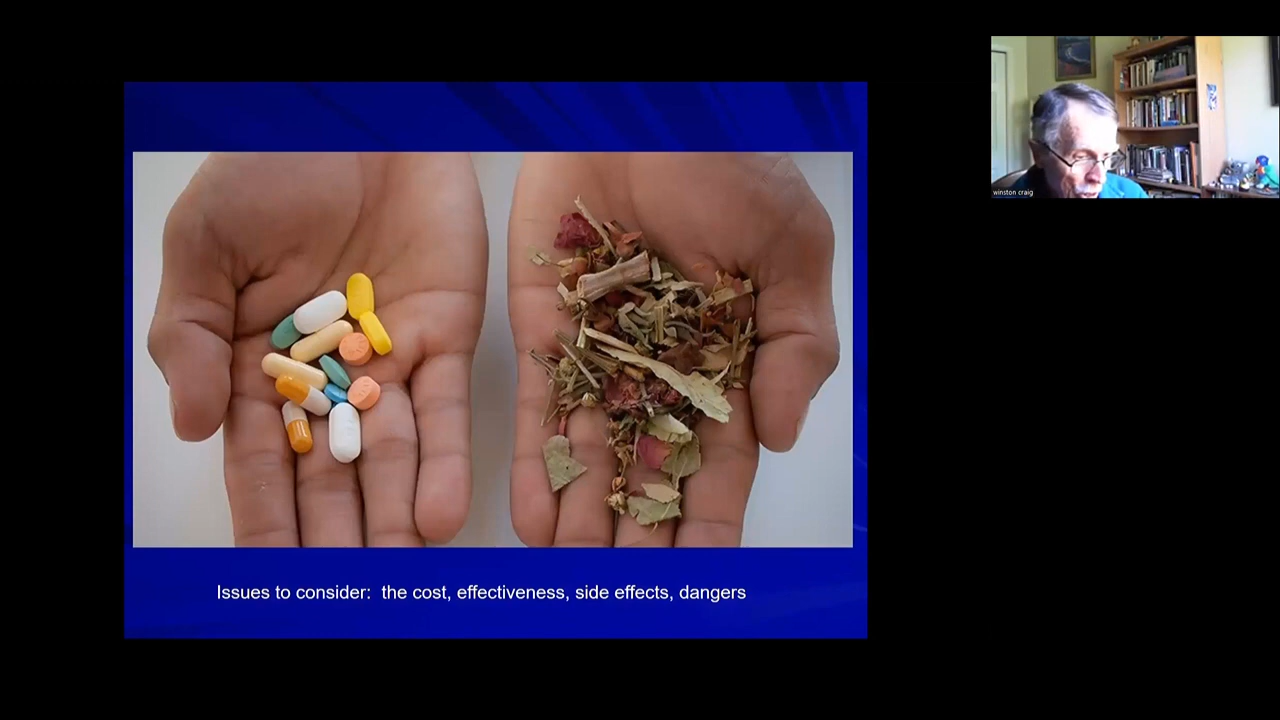 winston craig
Issues to consider:  the cost, effectiveness, side effects, dangers